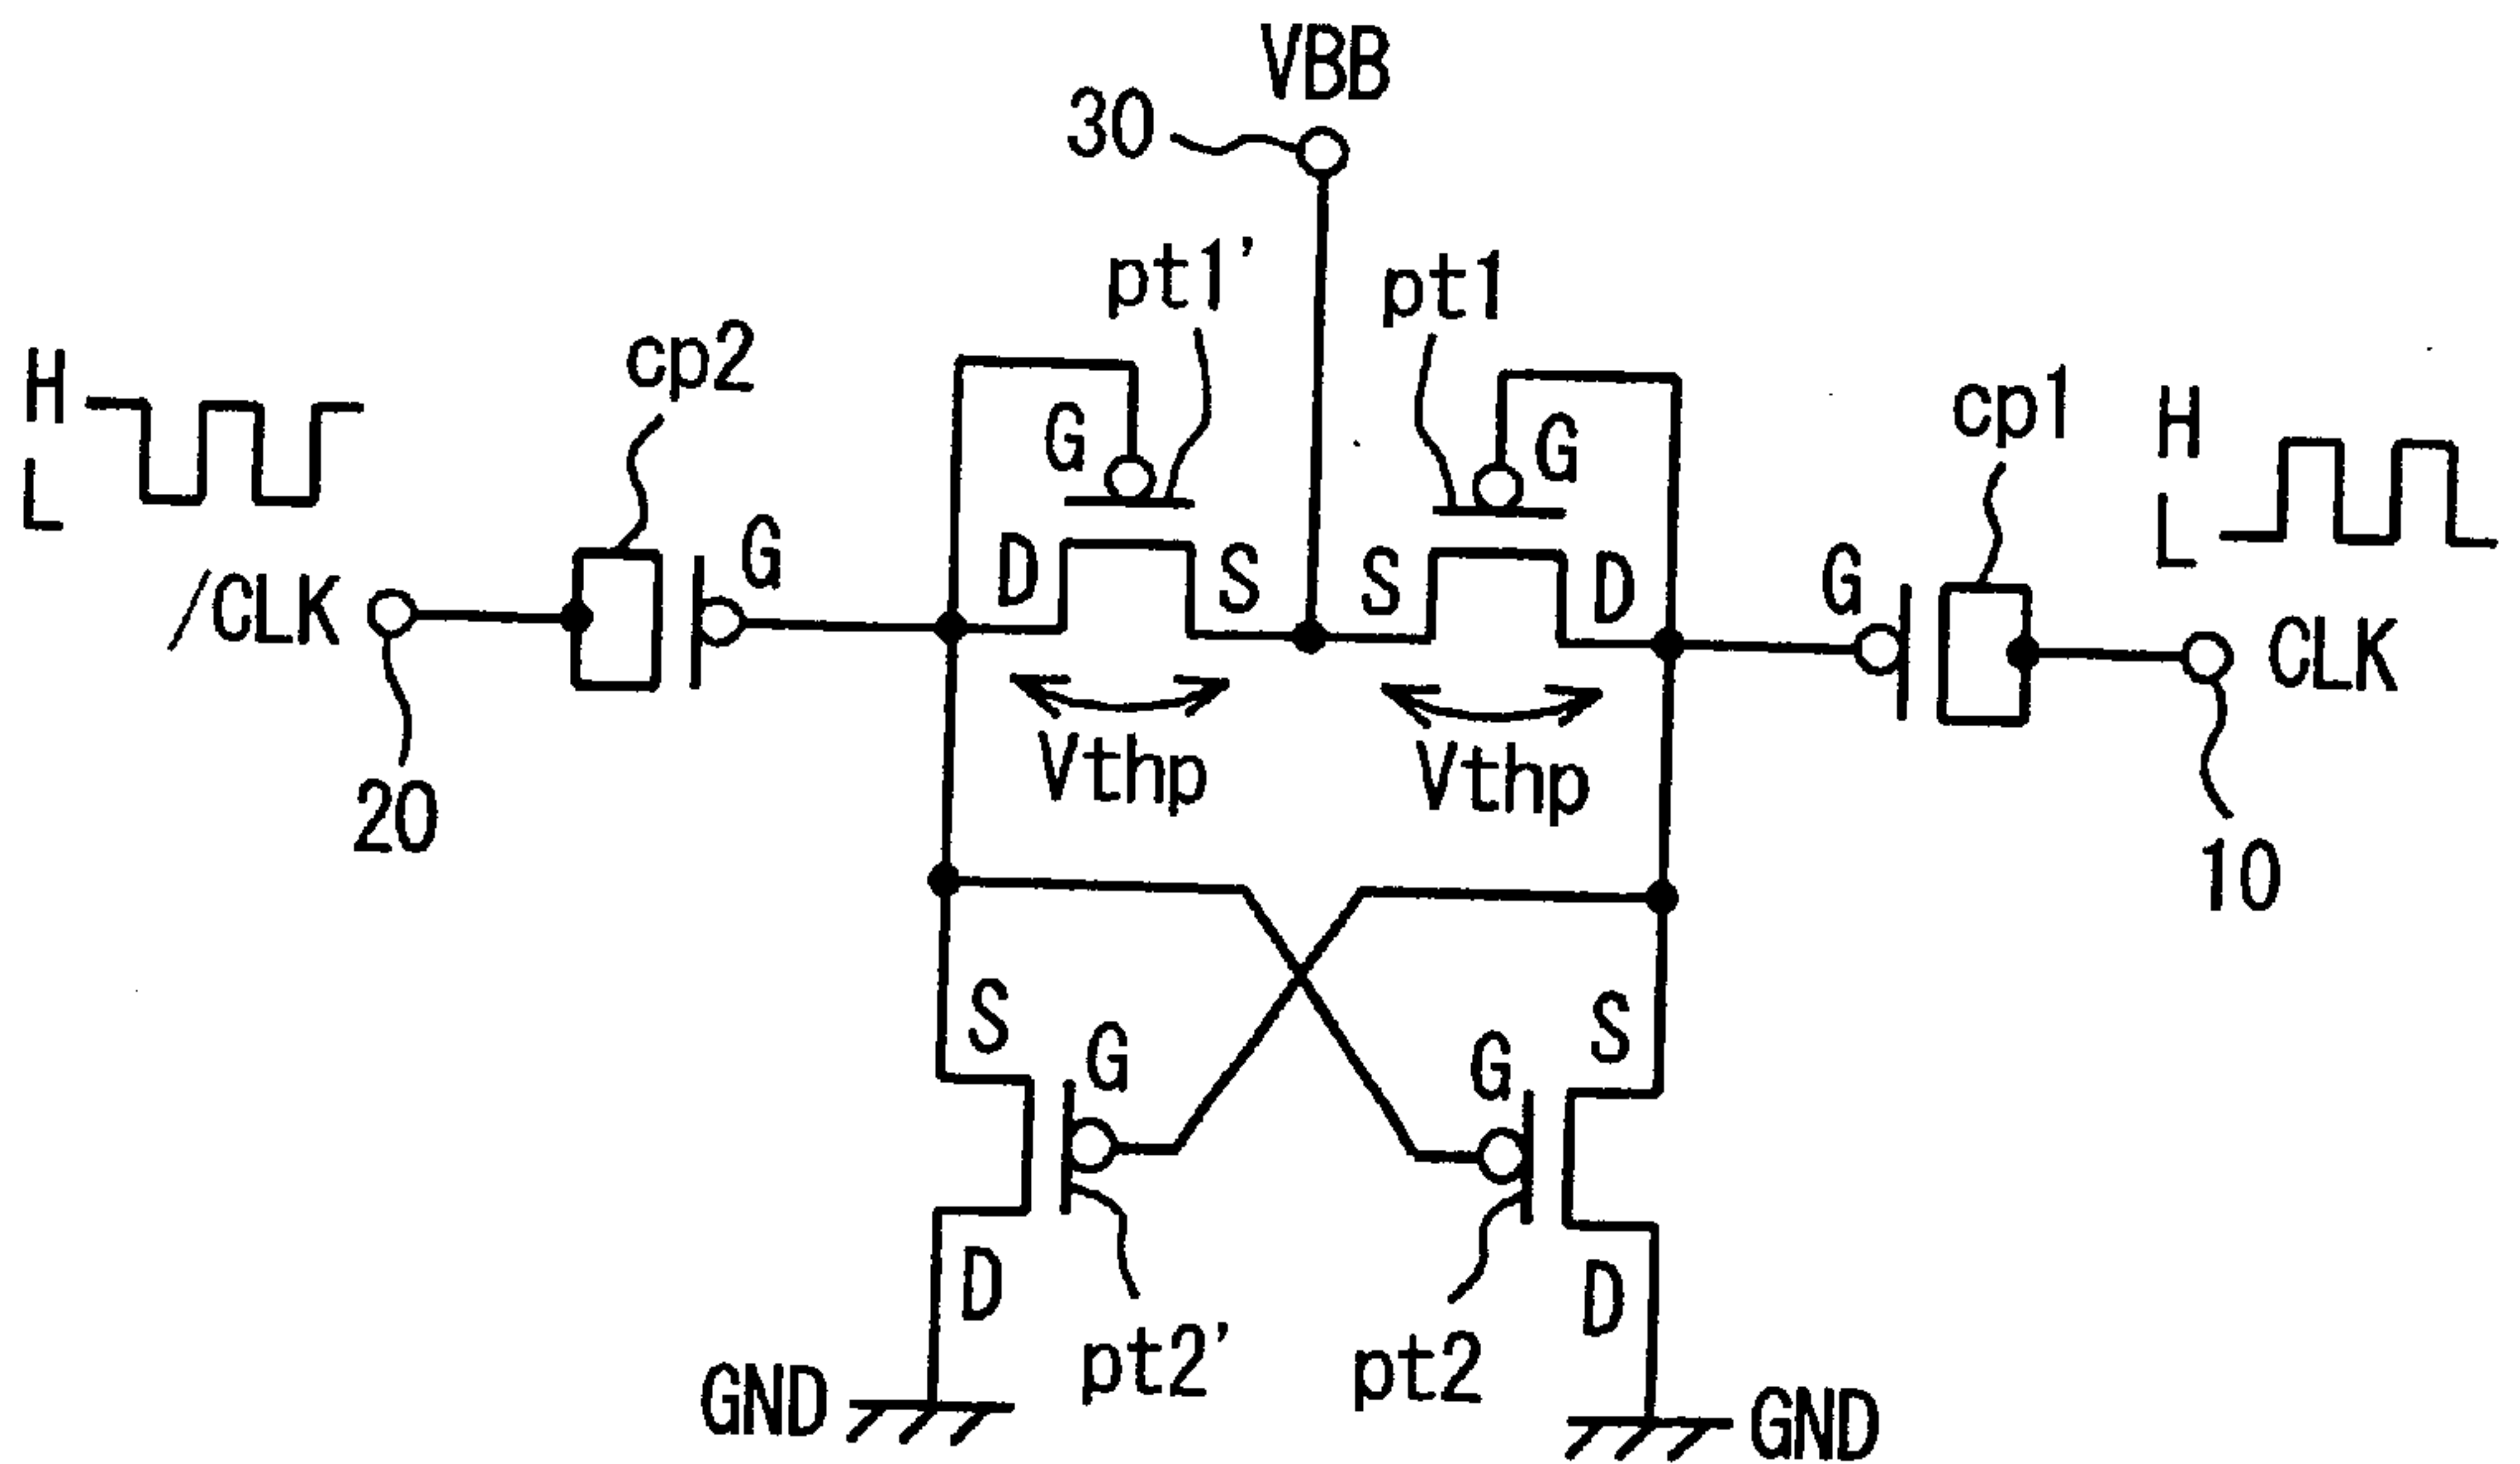 VBB
30
pt1'
pt1
cp2
cp1
H
L
H
L
G
G
G
G
D
S
S
D
/CLK
CLK
Vthp
Vthp
20
10
S
G
G
S
D
D
pt2'
pt2
GND
GND